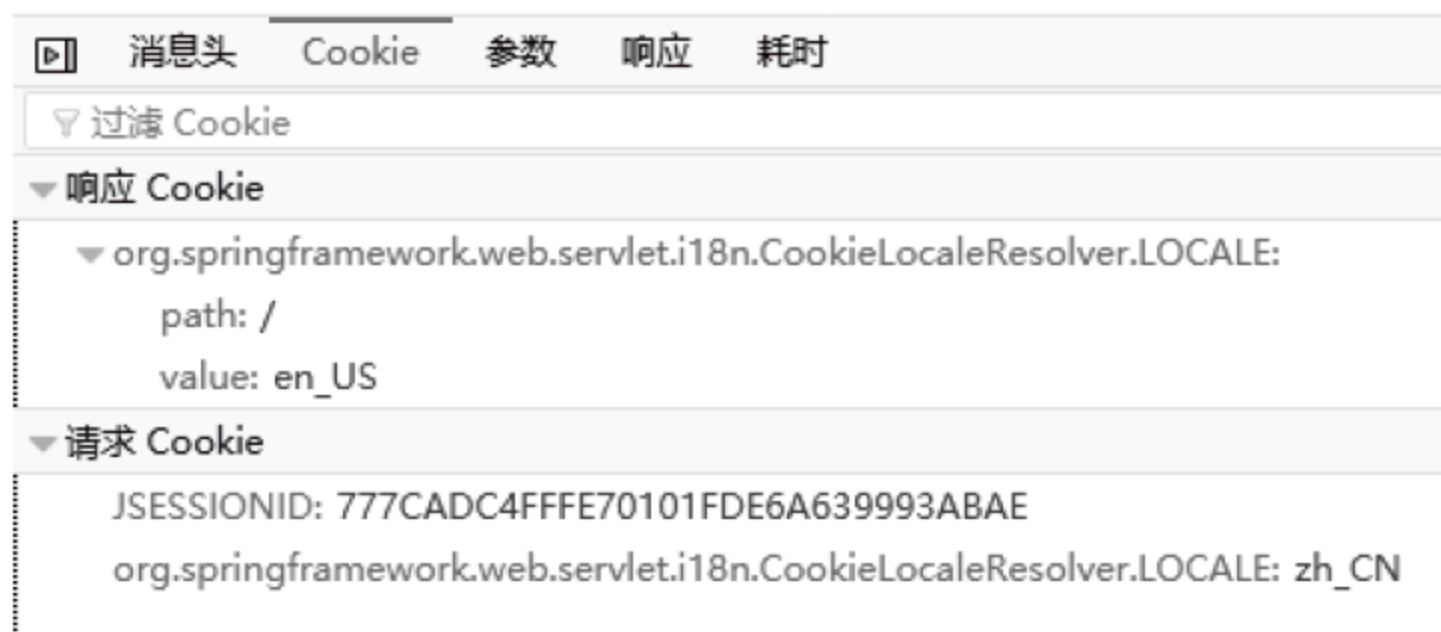 消息头 Cookie 参数 响应 耗时
过滤 Cookie
响应 Cookie
org.springframework.web.servlet.i18n.CookieLocaleResolver.LOCALE:
path: /
value: en_US
请求 Cookie
JSESSIONID: 777CADC4FFFE70101FDE6A639993ABAE
org.springframework.web.servlet.i18n.CookieLocaleResolver.LOCALE: zh_CN